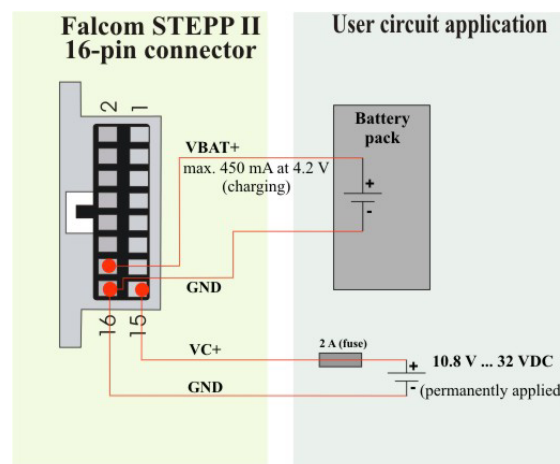 Falcom STEPP II
16-pin connector
User circuit application
2 1
Battery
pack
VBAT+
max. 450 mA at 4.2 V
(charging)
+
-
GND
16 15
2 A (fuse)
VC+
+
10.8 V ... 32 VDC
-
(permanently applied
GND